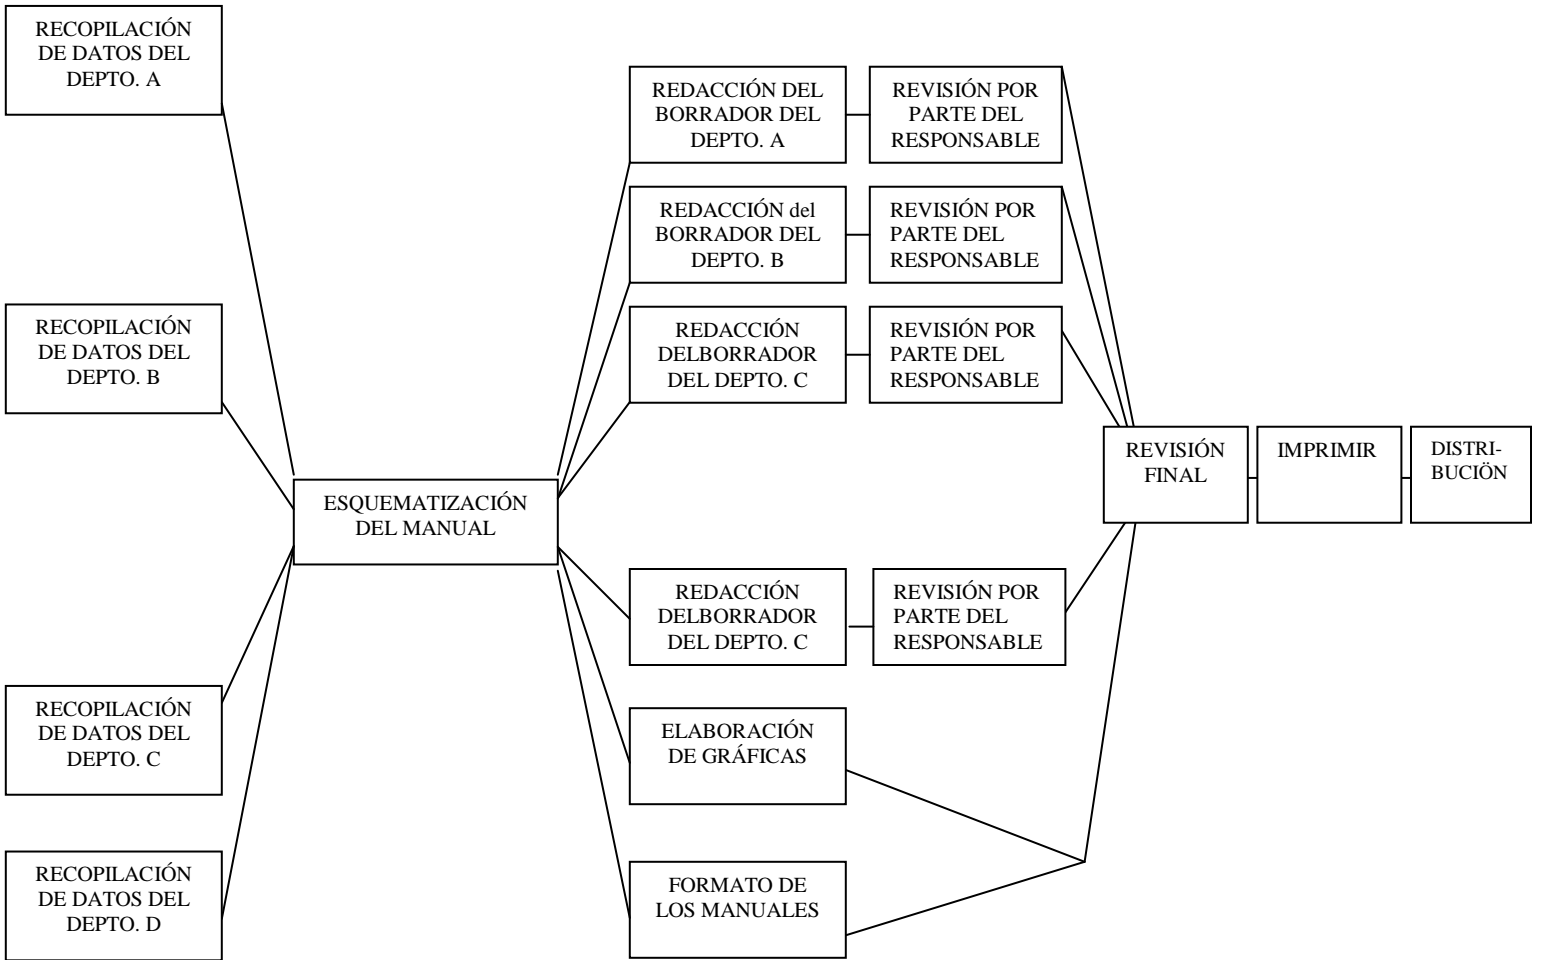 RECOPILACIÓN
DE DATOS DEL
DEPTO. A
RECOPILACIÓN
DE DATOS DEL
DEPTO. B
RECOPILACIÓN
DE DATOS DEL
DEPTO. C
RECOPILACIÓN
DE DATOS DEL
DEPTO. D
ESQUEMATIZACIÓN
DEL MANUAL
REDACCIÓN DEL
BORRADOR DEL
DEPTO. A
REVISIÓN POR
PARTE DEL
RESPONSABLE
REDACCIÓN del
BORRADOR DEL
DEPTO. B
REVISIÓN POR
PARTE DEL
RESPONSABLE
REDACCIÓN
DELBORRADOR
DEL DEPTO. C
REVISIÓN POR
PARTE DEL
RESPONSABLE
REDACCIÓN
DELBORRADOR
DEL DEPTO. C
REVISIÓN POR
PARTE DEL
RESPONSABLE
ELABORACIÓN
DE GRÁFICAS
FORMATO DE
LOS MANUALES
REVISIÓN
FINAL
IMPRIMIR
DISTRI-
BUCIÖN